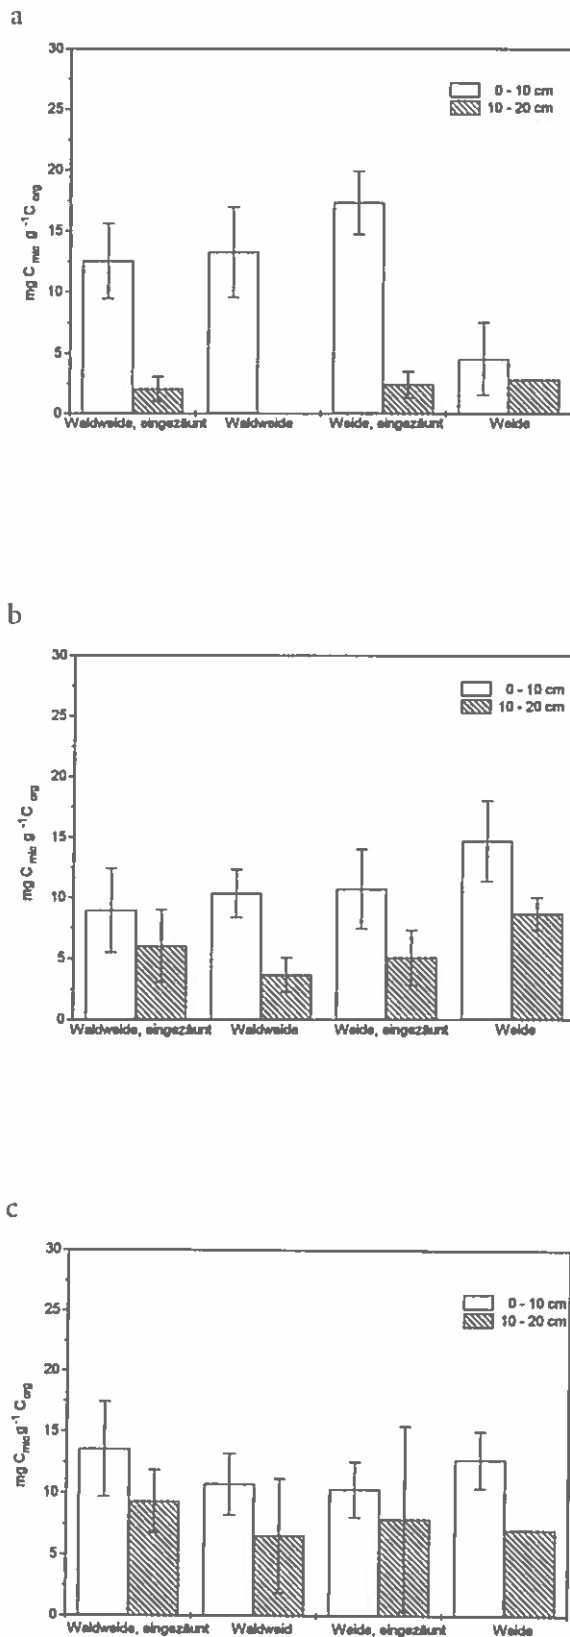 a
30
25
20
15
10
5
0
mg C mic g -1 C org
0 - 10 cm
10 - 20 cm
Waldweide, eingezäunt Waldweide Weide, eingezäunt Weide
b
30
25
20
15
10
5
0
mg C mic g -1 C org
0 - 10 cm
10 - 20 cm
Waldweide, eingezäunt Waldweide Weide, eingezäunt Weide
c
30
25
20
15
10
5
0
mg C mic g -1 C org
0 - 10 cm
10 - 20 cm
Waldweide, eingezäunt Waldweid Weide, eingezäunt Weide